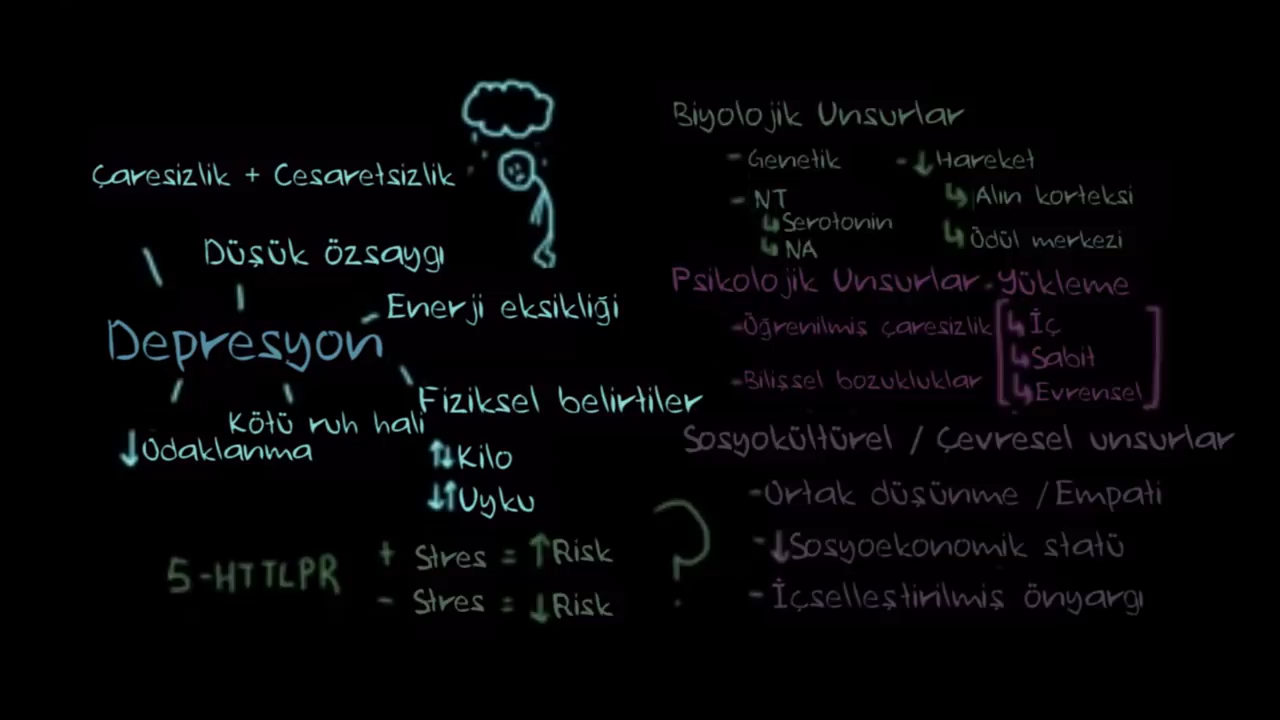 Çaresizlik + Cesaretsizlik
Düşük özsaygı
Enerji eksikliği
Depresyon
Fiziksel belirtiler
Kötü ruh hali
↓Odaklanma
↑↓Kilo
↓↑Uyku
5-HTTLPR + Stres = ↑Risk
- Stres = ↓Risk
?
Biyolojik Unsurlar
- Genetik
- ↓Hareket
- NT
↳Alın korteksi
↳Serotonin
↳Ödül merkezi
↳NA
Psikolojik Unsurlar - Yükleme
-Öğrenilmiş çaresizlik
↳İç
↳Sabit
-Bilişsel bozukluklar
↳Evrensel
Sosyokültürel / Çevresel unsurlar
-Ortak düşünme / Empati
-↓Sosyoekonomik statü
-İçselleştirilmiş önyargı